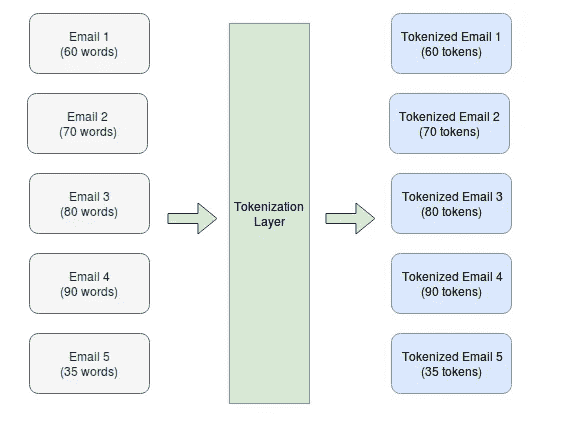 Email 1
(60 words)
Email 2
(70 words)
Email 3
(80 words)
Email 4
(90 words)
Email 5
(35 words)
Tokenization
Layer
Tokenized Email 1
(60 tokens)
Tokenized Email 2
(70 tokens)
Tokenized Email 3
(80 tokens)
Tokenized Email 4
(90 tokens)
Tokenized Email 5
(35 tokens)